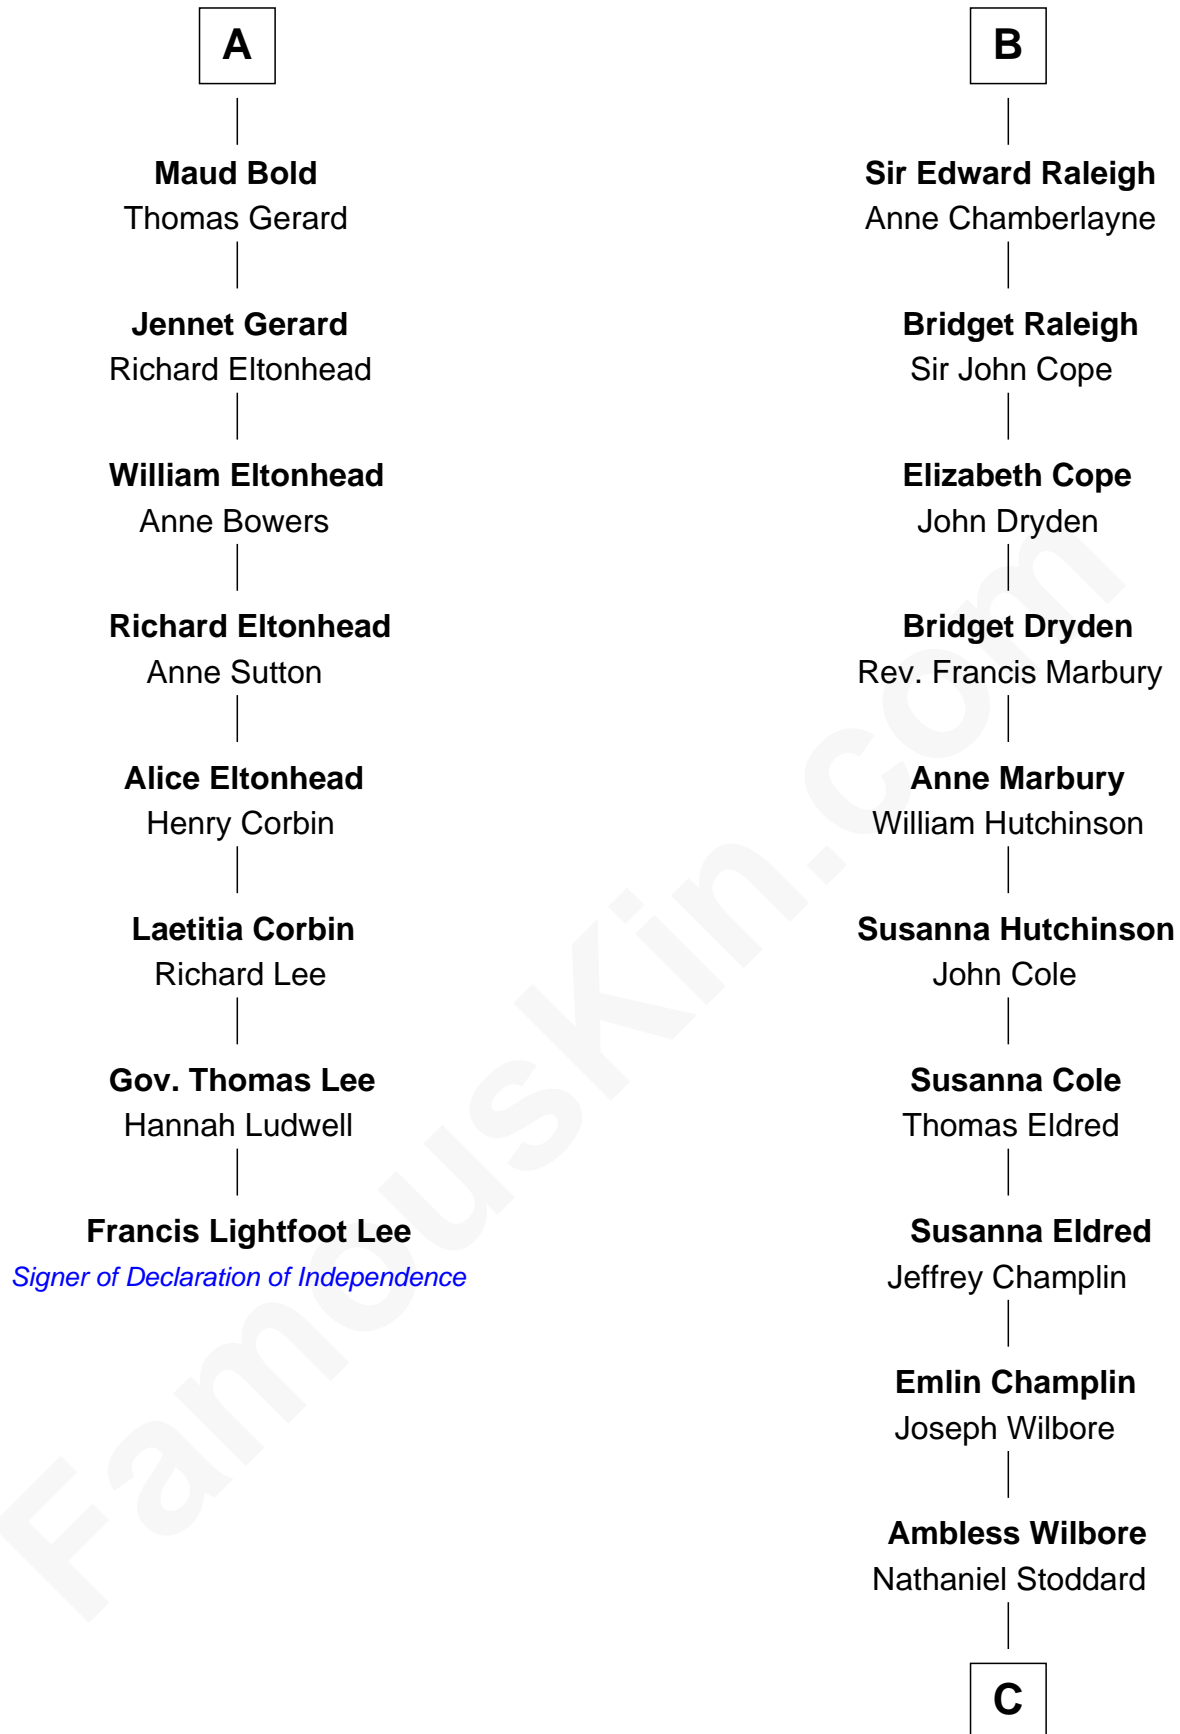 A
Maud Bold
Thomas Gerard
Jennet Gerard
Richard Eltonhead
William Eltonhead
Anne Bowers
Richard Eltonhead
Anne Sutton
Alice Eltonhead
Henry Corbin
Laetitia Corbin
Richard Lee
Gov. Thomas Lee
Hannah Ludwell
Francis Lightfoot Lee
Signer of Declaration of Independence
B
Sir Edward Raleigh
Anne Chamberlayne
Bridget Raleigh
Sir John Cope
Elizabeth Cope
John Dryden
Bridget Dryden
Rev. Francis Marbury
Anne Marbury
William Hutchinson
Susanna Hutchinson
John Cole
Susanna Cole
Thomas Eldred
Susanna Eldred
Jeffrey Champlin
Emlin Champlin
Joseph Wilbore
Ambless Wilbore
Nathaniel Stoddard
C
FamousKin.com